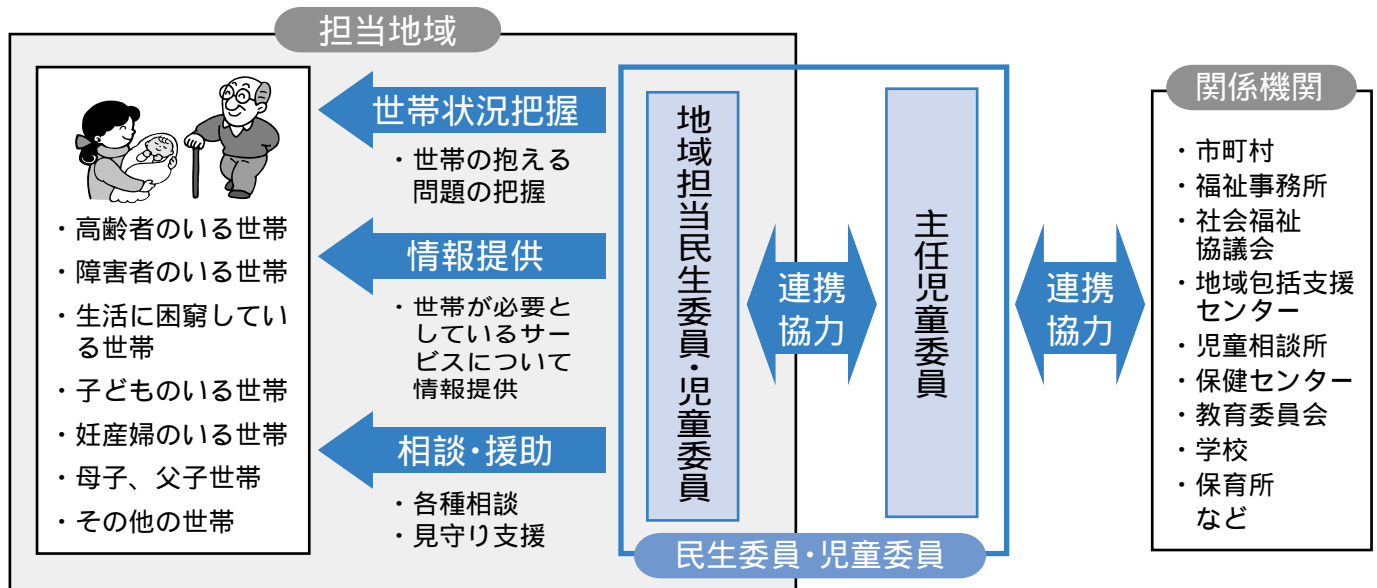 担当地域
・高齢者のいる世帯
・障害者のいる世帯
・生活に困窮してい
る世帯
・子どものいる世帯
・妊産婦のいる世帯
・母子、父子世帯
・その他の世帯
世帯状況把握
・世帯の抱える
問題の把握
情報提供
・世帯が必要と
しているサー
ビスについて
情報提供
相談・援助
・各種相談
・見守り支援
地域担当民生委員・児童委員
連携
協力
主任児童委員
民生委員・児童委員
連携
協力
関係機関
・市町村
・福祉事務所
・社会福祉
協議会
・地域包括支援
センター
・児童相談所
・保健センター
・教育委員会
・学校
・保育所
など